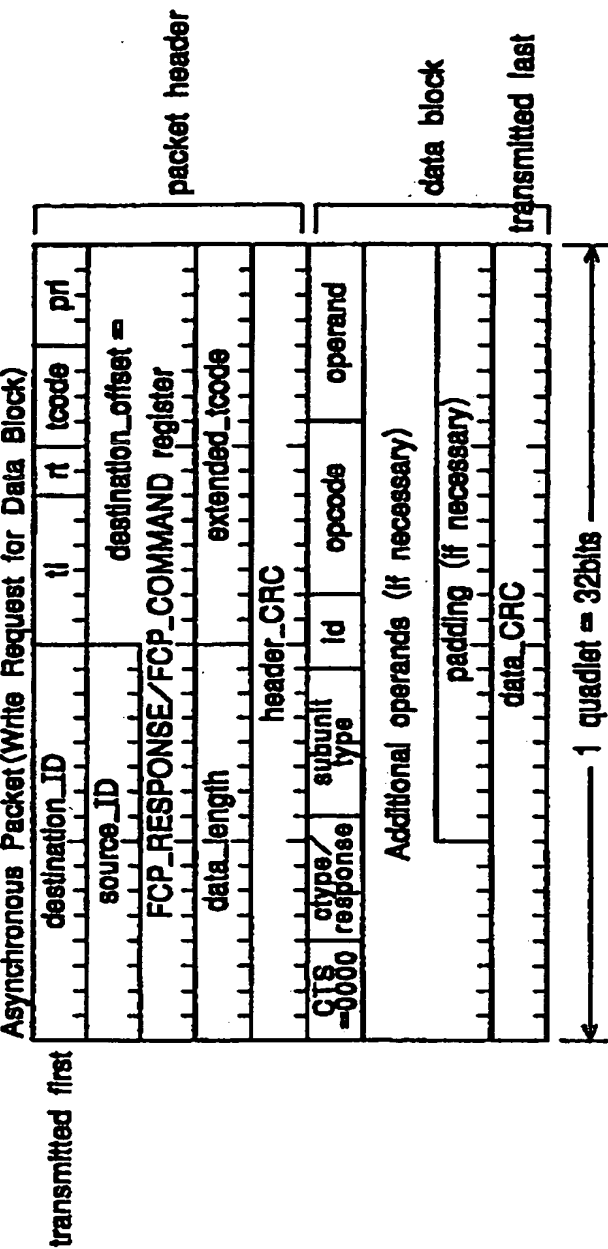 Asynchronous Packet(Write Request for Data Block)
transmitted first
destination_ID tl rt tcode pri
source_ID destination_offset =
FCP_RESPONSE/FCP_COMMAND register
data_length extended_tcode
header_CRC
packet header
CTS
=0000
ctype/
response
subunit
type
id
opcode
operand
Additional operands (if necessary)
padding (if necessary)
data_CRC
data block
transmitted last
1 quadlet = 32bits